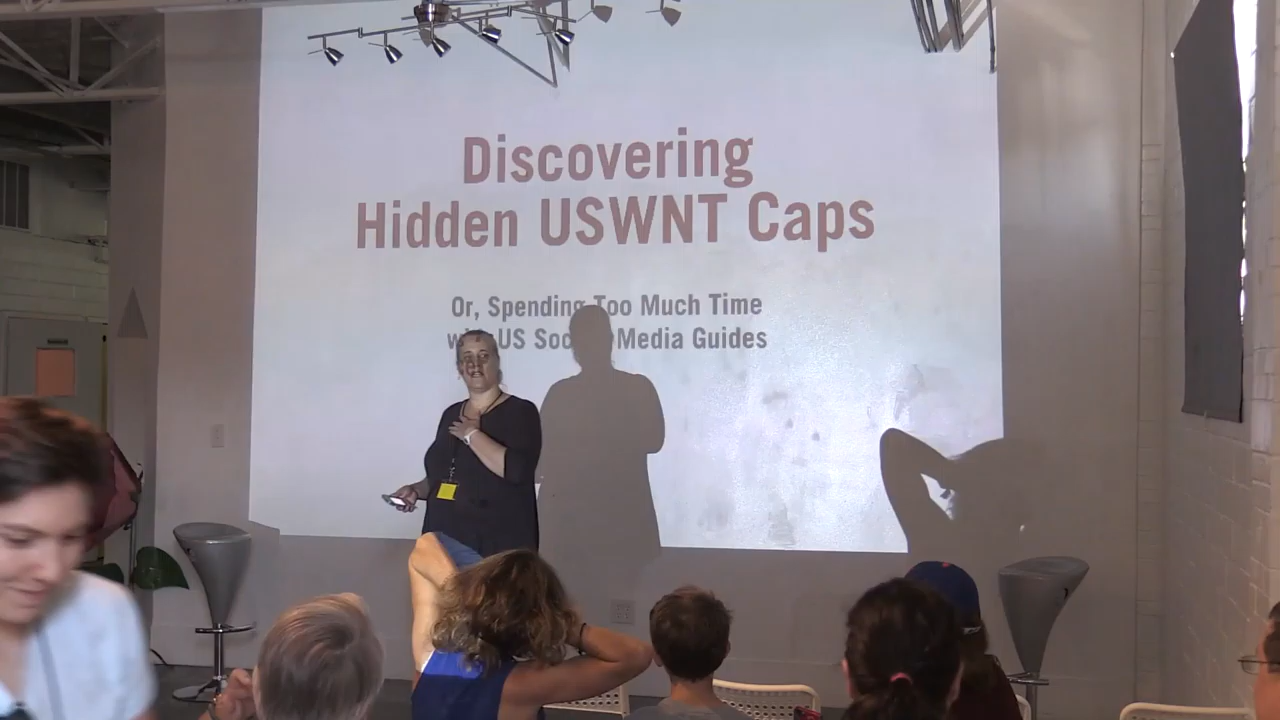 Discovering
Hidden USWNT Caps
Or, Spending Too Much Time
US Media Guides